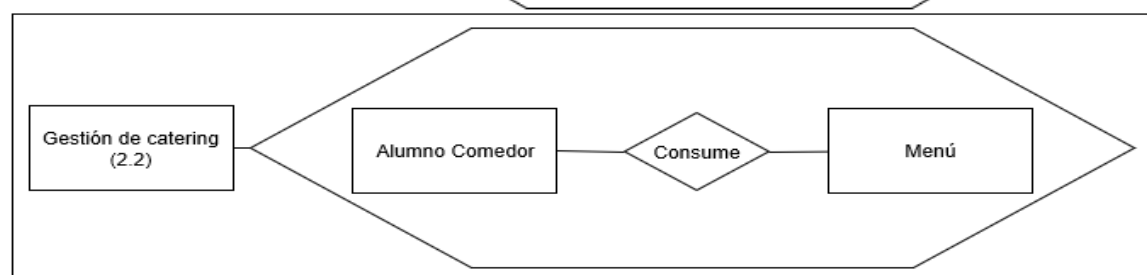 Gestión de catering
(2.2)
Alumno Comedor
Consume
Menú